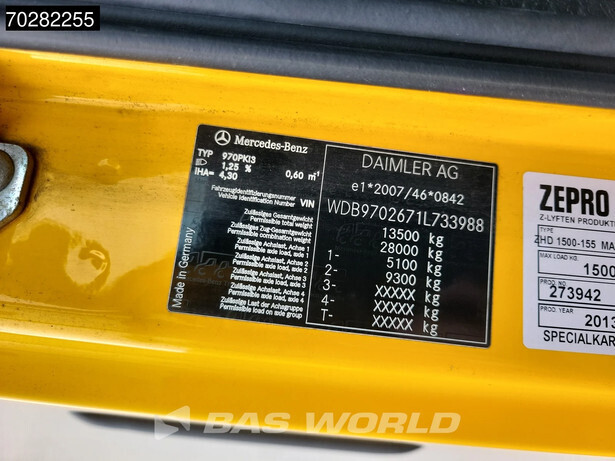 70282255
Mercedes-Benz
TYP 970PKI3
1,25 % 0,60 m⁻¹
IHA= 4,30
Fahrzeugidentifizierungsnummer
Vehicle Identification Number VIN
Zulässiges Gesamtgewicht
Permissible total weight
Zulässiges Zug-Gesamtgewicht
Permissible combination weight
Zulässige Achslast, Achse 1
Permissible axle load, axle 1
Zulässige Achslast, Achse 2
Permissible axle load, axle 2
Zulässige Achslast, Achse 3
Permissible axle load, axle 3
Zulässige Achslast, Achse 4
Permissible axle load, axle 4
Zulässige Last der Achsgruppe
Permissible load on axle group
Made in Germany
DAIMLER AG
e1*2007/46*0842
WDB9702671L733988
13500 kg
28000 kg
1- 5100 kg
2- 9300 kg
3- XXXXX kg
4- XXXXX kg
T- XXXXX kg
ZEPRO
Z-LYFTEN PRODUKTI
TYPE
ZHD 1500-155 MA
MAX LOAD KG.
1500
PROD. NO.
273942
PROD. YEAR
2013
SPECIALKAR
BAS WORLD